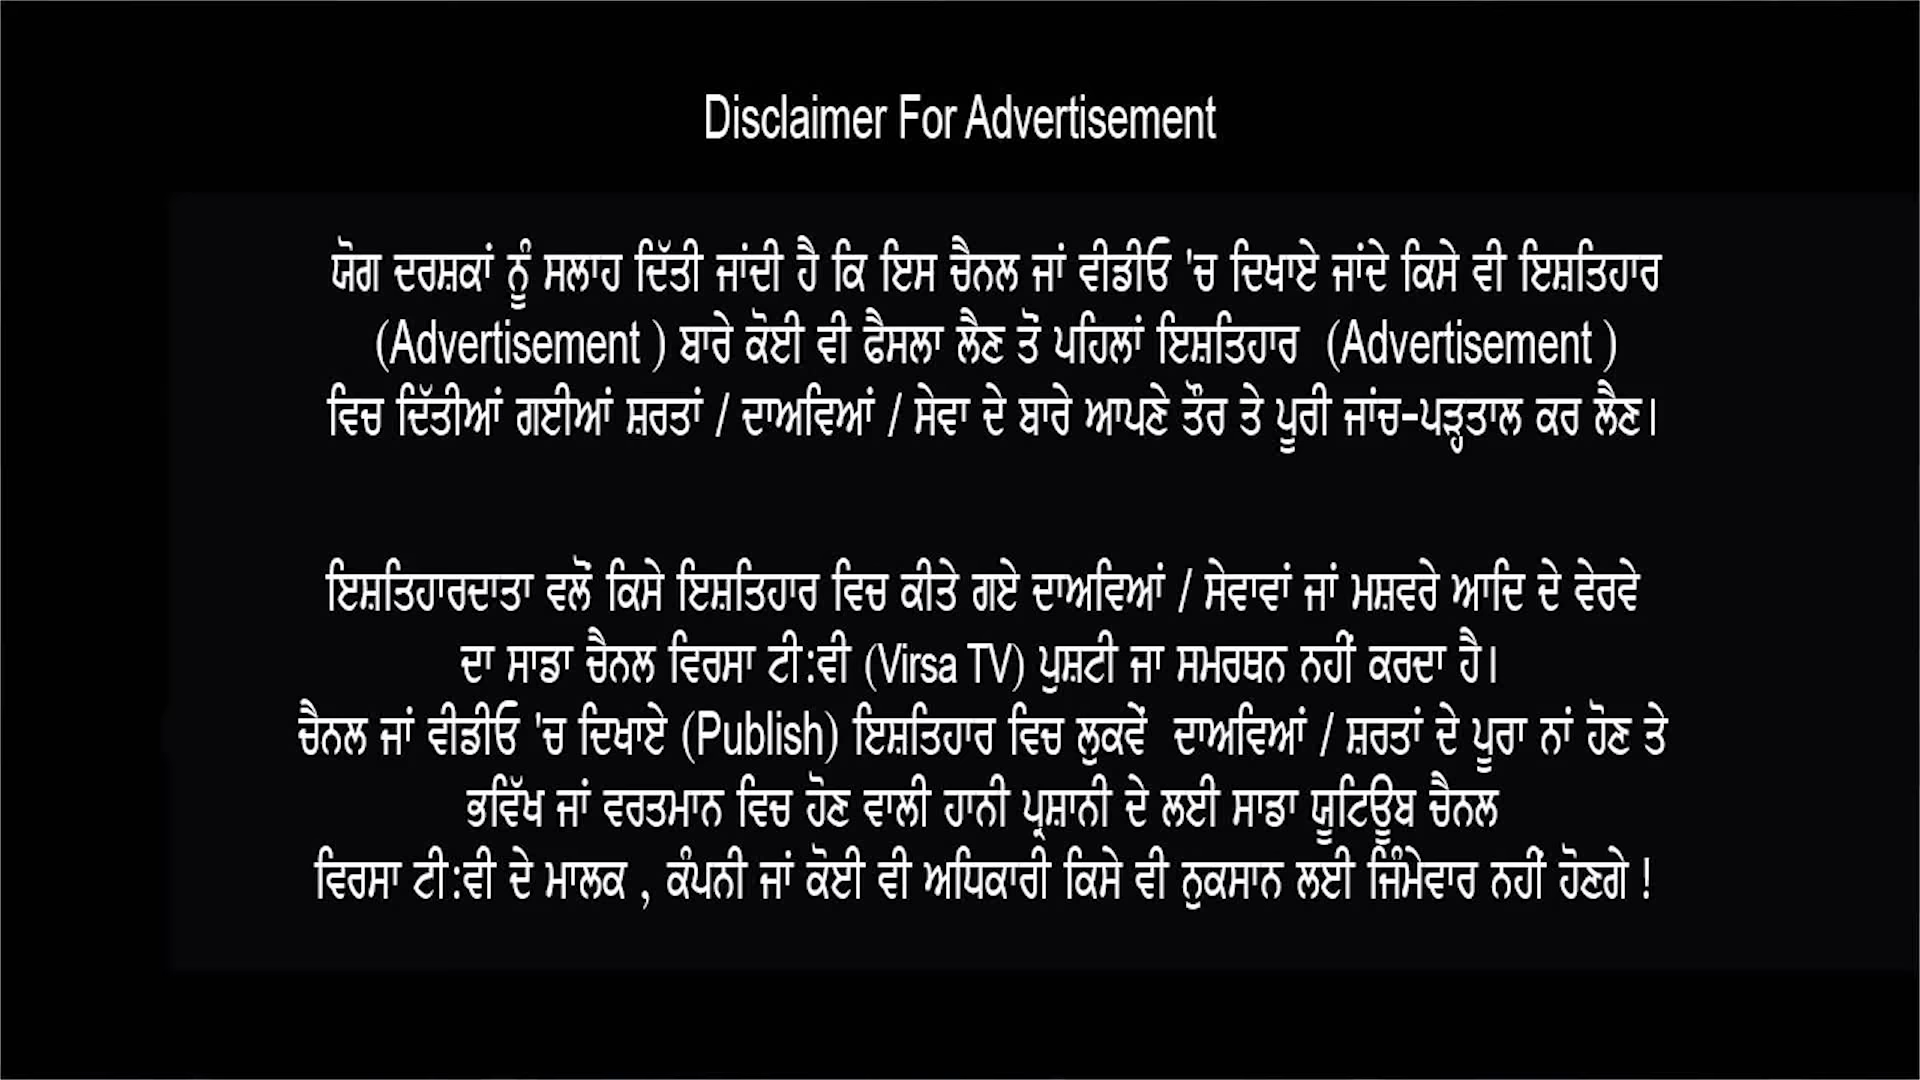 Disclaimer For Advertisement
ਯੋਗ ਦਰਸ਼ਕਾਂ ਨੂੰ ਸਲਾਹ ਦਿੱਤੀ ਜਾਂਦੀ ਹੈ ਕਿ ਇਸ ਚੈਨਲ ਜਾਂ ਵੀਡੀਓ 'ਚ ਦਿਖਾਏ ਜਾਂਦੇ ਕਿਸੇ ਵੀ ਇਸ਼ਤਿਹਾਰ
(Advertisement ) ਬਾਰੇ ਕੋਈ ਵੀ ਫੈਸਲਾ ਲੈਣ ਤੋਂ ਪਹਿਲਾਂ ਇਸ਼ਤਿਹਾਰ (Advertisement )
ਵਿਚ ਦਿੱਤੀਆਂ ਗਈਆਂ ਸ਼ਰਤਾਂ / ਦਾਅਵਿਆਂ / ਸੇਵਾ ਦੇ ਬਾਰੇ ਆਪਣੇ ਤੌਰ ਤੇ ਪੂਰੀ ਜਾਂਚ-ਪੜ੍ਹਤਾਲ ਕਰ ਲੈਣ।
ਇਸ਼ਤਿਹਾਰਦਾਤਾ ਵਲੋਂ ਕਿਸੇ ਇਸ਼ਤਿਹਾਰ ਵਿਚ ਕੀਤੇ ਗਏ ਦਾਅਵਿਆਂ / ਸੇਵਾਵਾਂ ਜਾਂ ਮਸ਼ਵਰੇ ਆਦਿ ਦੇ ਵੇਰਵੇ
ਦਾ ਸਾਡਾ ਚੈਨਲ ਵਿਰਸਾ ਟੀ:ਵੀ (Virsa TV) ਪੁਸ਼ਟੀ ਜਾ ਸਮਰਥਨ ਨਹੀਂ ਕਰਦਾ ਹੈ।
ਚੈਨਲ ਜਾਂ ਵੀਡੀਓ 'ਚ ਦਿਖਾਏ (Publish) ਇਸ਼ਤਿਹਾਰ ਵਿਚ ਲੁਕਵੇਂ ਦਾਅਵਿਆਂ / ਸ਼ਰਤਾਂ ਦੇ ਪੂਰਾ ਨਾਂ ਹੋਣ ਤੇ
ਭਵਿੱਖ ਜਾਂ ਵਰਤਮਾਨ ਵਿਚ ਹੋਣ ਵਾਲੀ ਹਾਨੀ ਪ੍ਰਸ਼ਾਨੀ ਦੇ ਲਈ ਸਾਡਾ ਯੂਟਿਊਬ ਚੈਨਲ
ਵਿਰਸਾ ਟੀ:ਵੀ ਦੇ ਮਾਲਕ , ਕੰਪਨੀ ਜਾਂ ਕੋਈ ਵੀ ਅਧਿਕਾਰੀ ਕਿਸੇ ਵੀ ਨੁਕਸਾਨ ਲਈ ਜਿੰਮੇਵਾਰ ਨਹੀਂ ਹੋਣਗੇ !